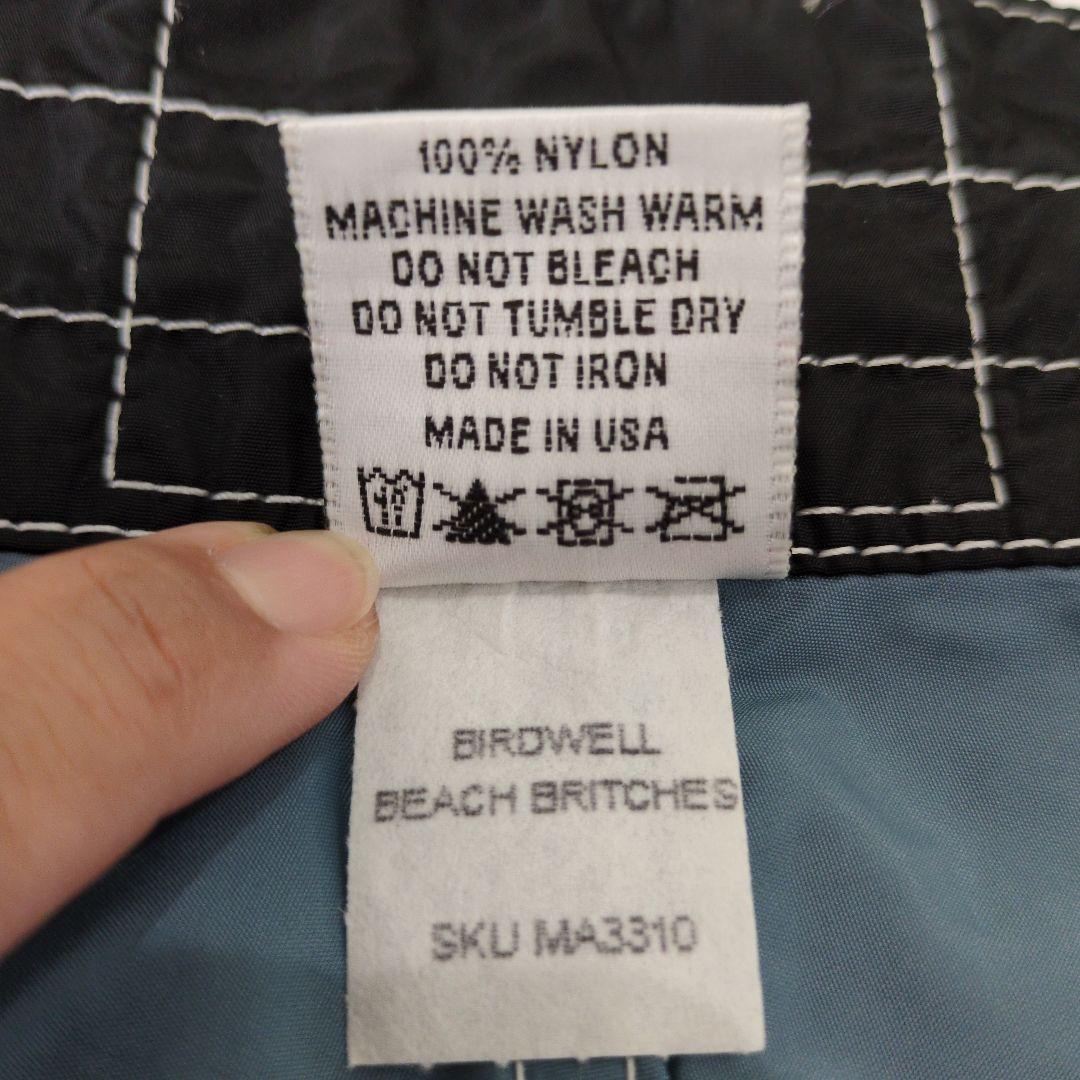 100% NYLON
MACHINE WASH WARM
DO NOT BLEACH
DO NOT TUMBLE DRY
DO NOT IRON
MADE IN USA
BIRDWELL
BEACH BRITCHES
SKU MA3310